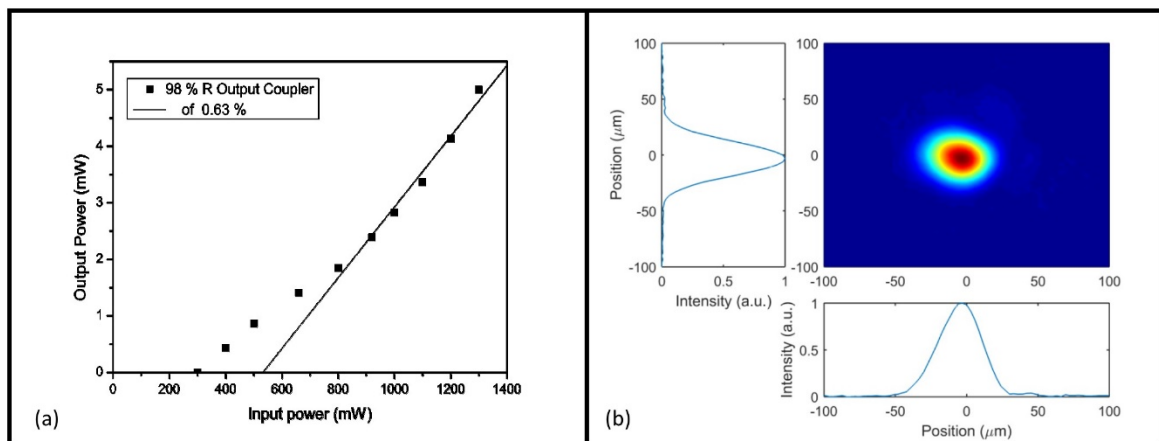 5
4
3
2
1
0
Output Power (mW)
98 % R Output Coupler
of 0.63 %
0 200 400 600 800 1000 1200 1400
Input power (mW)
(a)
100
50
0
-50
-100
Position (μm)
0 0.5 1
Intensity (a.u.)
100
50
0
-50
-100
-50 0 50 100
1
0.5
0
Intensity (a.u.)
-100 -50 0 50 100
Position (μm)
(b)